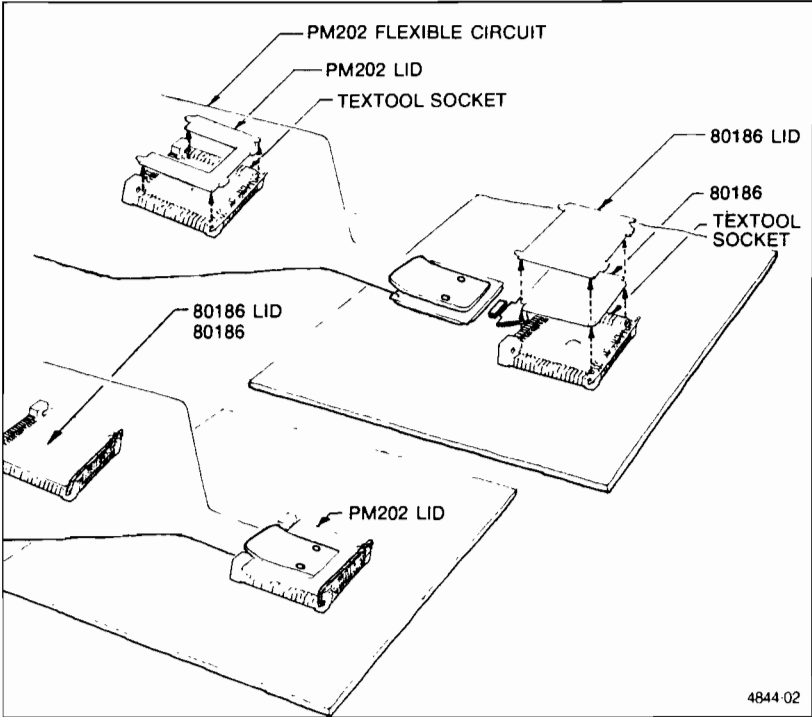 PM202 FLEXIBLE CIRCUIT
PM202 LID
TEXTOOL SOCKET
80186 LID
80186
TEXTOOL
SOCKET
80186 LID
80186
PM202 LID
4844-02